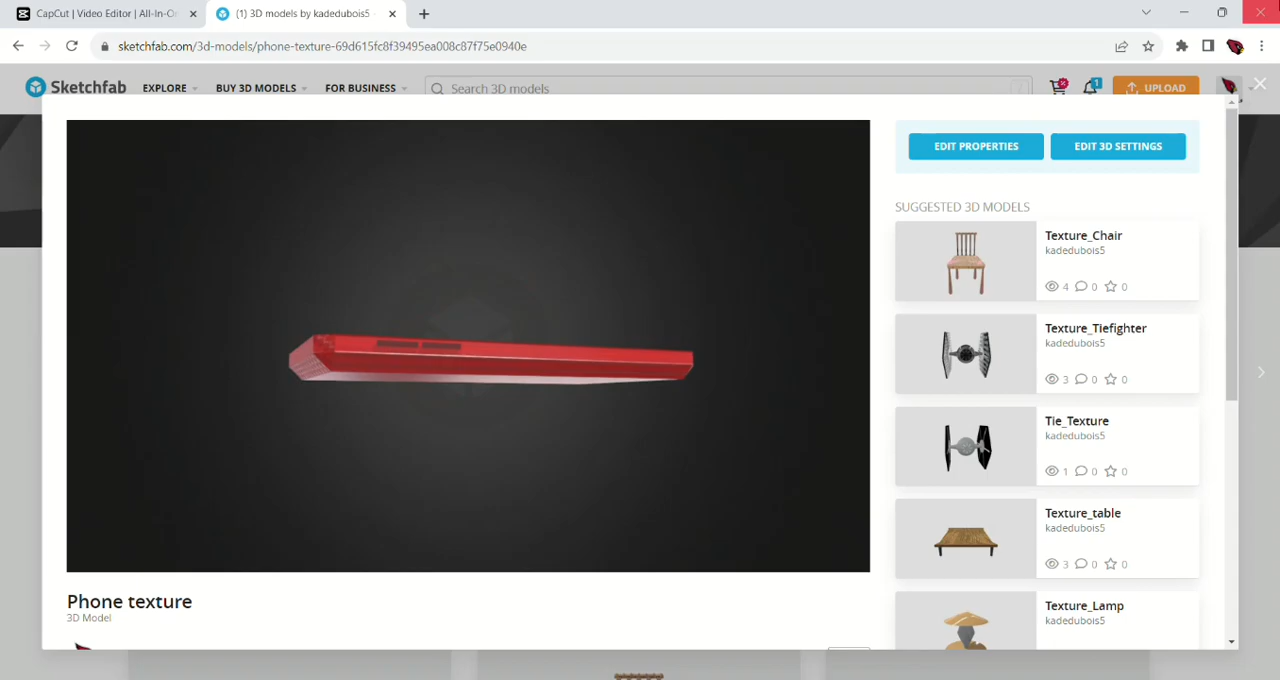 CapCut | Video Editor | All-In-On
(1) 3D models by kadedubois5
sketchfab.com/3d-models/phone-texture-69d615fc8f39495ea008c87f75e0940e
Sketchfab
EXPLORE
BUY 3D MODELS
FOR BUSINESS
Search 3D models
/
1
UPLOAD
EDIT PROPERTIES
EDIT 3D SETTINGS
SUGGESTED 3D MODELS
Texture_Chair
kadedubois5
4 0 0
Texture_Tiefighter
kadedubois5
3 0 0
Tie_Texture
kadedubois5
1 0 0
Texture_table
kadedubois5
3 0 0
Texture_Lamp
kadedubois5
Phone texture
3D Model